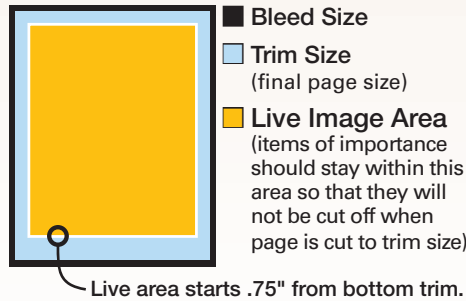 Bleed Size
Trim Size
(final page size)
Live Image Area
(items of importance
should stay within this
area so that they will
not be cut off when
page is cut to trim size)
Live area starts .75" from bottom trim.